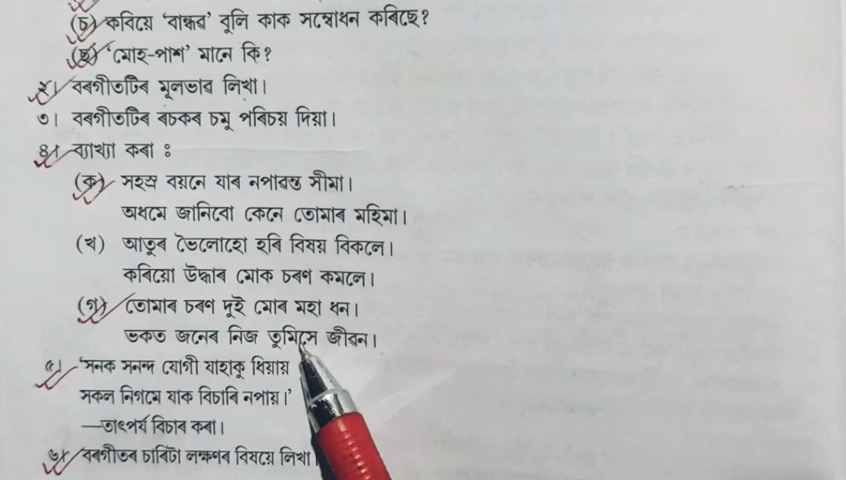 (চ) কবিয়ে 'বান্ধৱ' বুলি কাক সম্বোধন কৰিছে?
(ছ) 'মোহ-পাশ' মানে কি?
২। বৰগীতটিৰ মূলভাৱ লিখা।
৩। বৰগীতটিৰ ৰচকৰ চমু পৰিচয় দিয়া।
৪। ব্যাখ্যা কৰা ঃ
(ক) সহস্ৰ বয়নে যাৰ নপাৱন্ত সীমা।
অধমে জানিবো কেনে তোমাৰ মহিমা।
(খ) আতুৰ ভৈলোহো হৰি বিষয় বিকলে।
কৰিয়ো উদ্ধাৰ মোক চৰণ কমলে।
(গ) তোমাৰ চৰণ দুই মোৰ মহা ধন।
ভকত জনেৰ নিজ তুমিসে জীৱন।
৫। 'সনক সনন্দ যোগী যাহাকু ধিয়ায়
সকল নিগমে যাক বিচাৰি নপায়।'
—তাৎপৰ্য বিচাৰ কৰা।
৬। বৰগীতৰ চাৰিটা লক্ষণৰ বিষয়ে লিখা